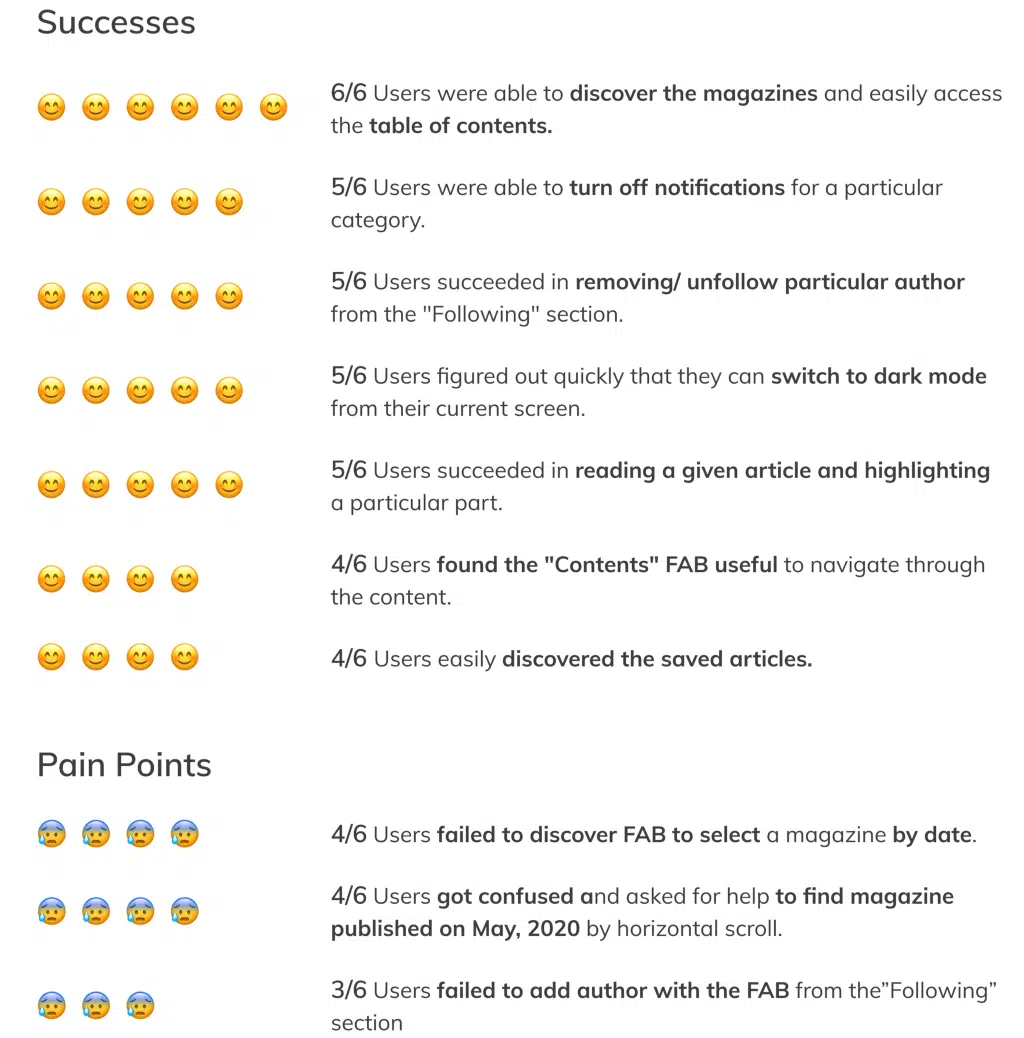 Successes
6/6 Users were able to discover the magazines and easily access
the table of contents.
5/6 Users were able to turn off notifications for a particular
category.
5/6 Users succeeded in removing/ unfollow particular author
from the "Following" section.
5/6 Users figured out quickly that they can switch to dark mode
from their current screen.
5/6 Users succeeded in reading a given article and highlighting
a particular part.
4/6 Users found the "Contents" FAB useful to navigate through
the content.
4/6 Users easily discovered the saved articles.
Pain Points
4/6 Users failed to discover FAB to select a magazine by date.
4/6 Users got confused and asked for help to find magazine
published on May, 2020 by horizontal scroll.
3/6 Users failed to add author with the FAB from the”Following”
section